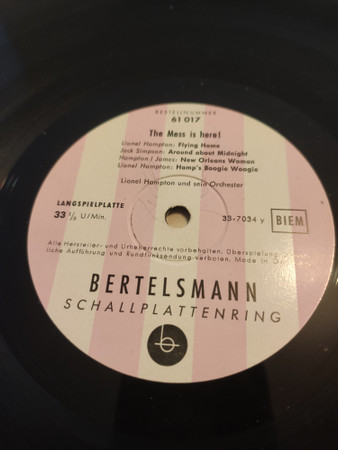 BESTELLNUMMER
61 017
The Mess is here!
Lionel Hampton: Flying Home
Jack Simpson: Around about Midnight
Hampton / James: New Orleans Woman
Lionel Hampton: Hamp's Boogie Woogie
Lionel Hampton und sein Orchester
LANGSPIELPLATTE
33 ⅓ U/Min.
33-7034 y
BIEM
Alle Hersteller- und Urheberrechte vorbehalten. Überspielung
liche Aufführung und Rundfunksendung verboten. Made in
BERTELSMANN
SCHALLPLATTENRING
b